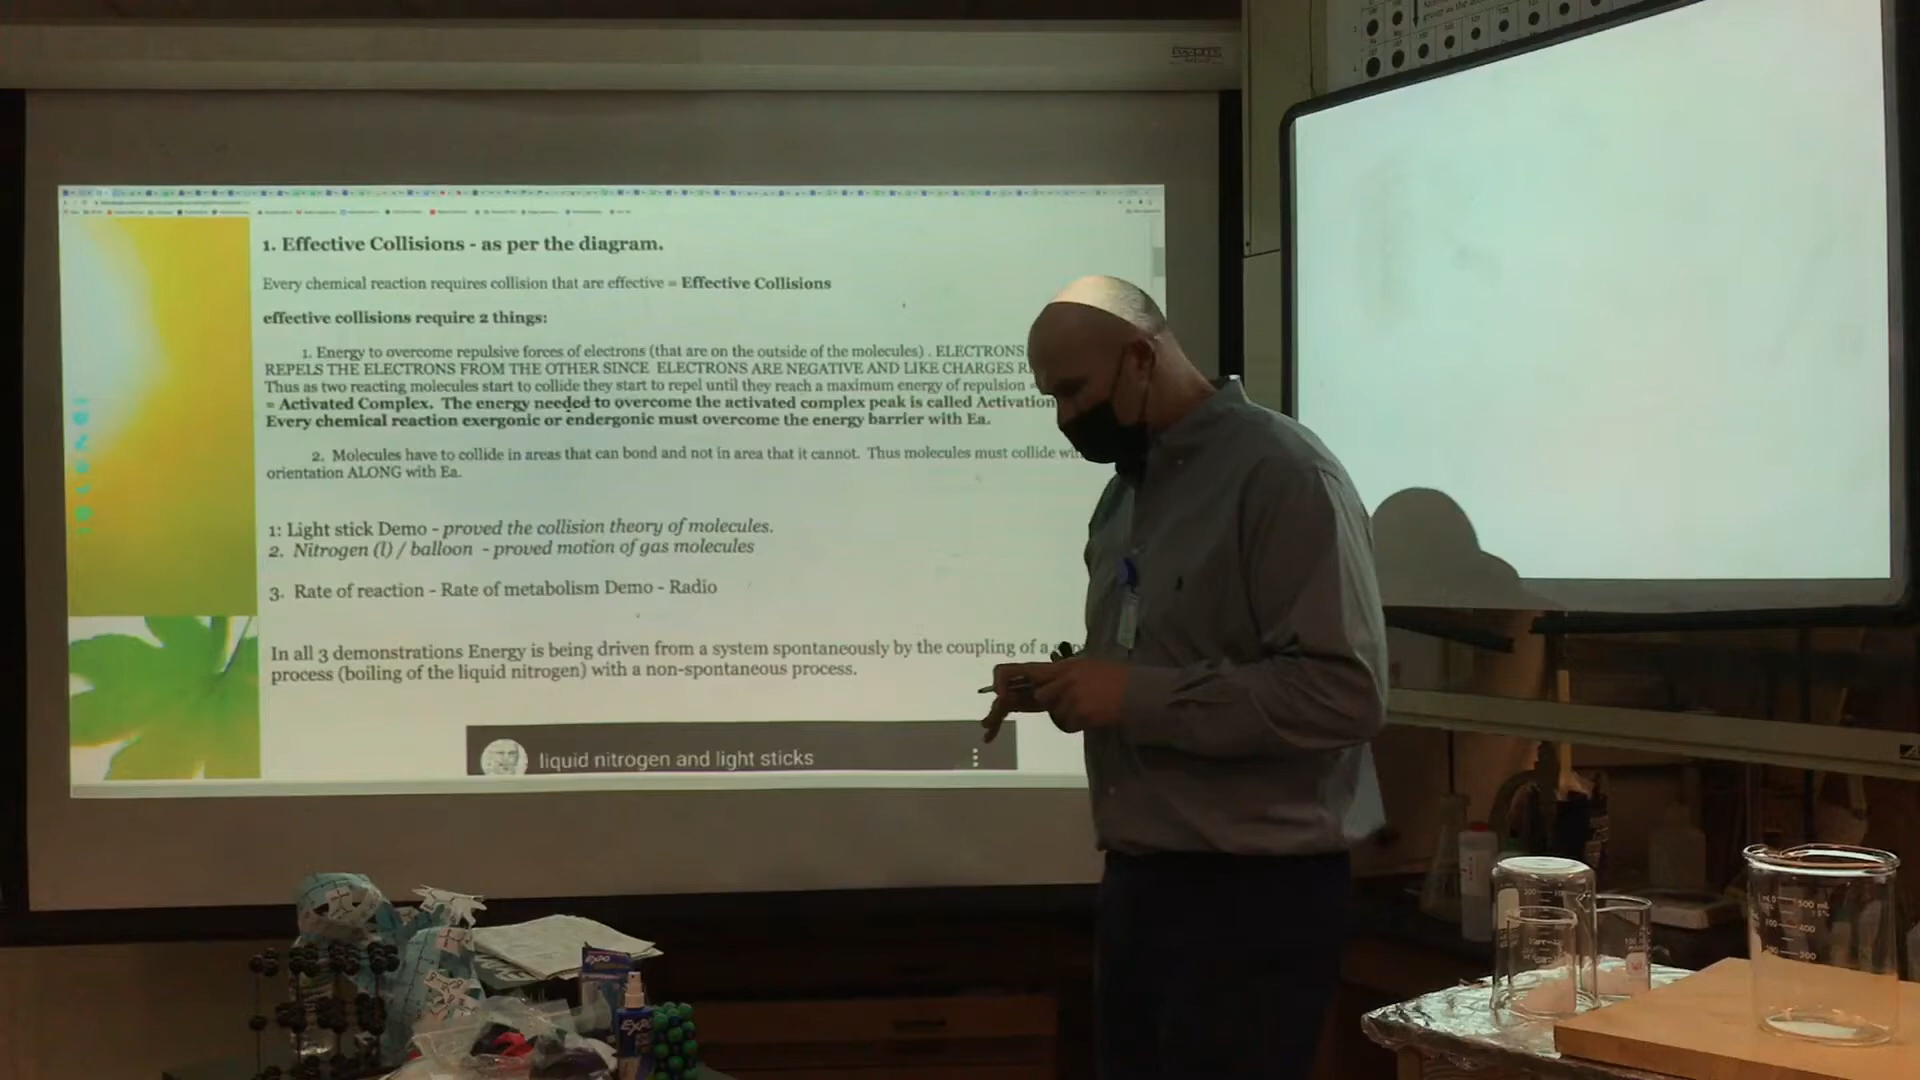 1. Effective Collisions - as per the diagram.
Every chemical reaction requires collision that are effective = Effective Collisions
effective collisions require 2 things:
1. Energy to overcome repulsive forces of electrons (that are on the outside of the molecules) . ELECTRONS
REPELS THE ELECTRONS FROM THE OTHER SINCE ELECTRONS ARE NEGATIVE AND LIKE CHARGES
Thus as two reacting molecules start to collide they start to repel until they reach a maximum energy of repulsion
= Activated Complex. The energy needed to overcome the activated complex peak is called Activation
Every chemical reaction exergonic or endergonic must overcome the energy barrier with Ea.
2. Molecules have to collide in areas that can bond and not in area that it cannot. Thus molecules must collide
orientation ALONG with Ea.
1: Light stick Demo - proved the collision theory of molecules.
2. Nitrogen (l) / balloon - proved motion of gas molecules
3. Rate of reaction - Rate of metabolism Demo - Radio
In all 3 demonstrations Energy is being driven from a system spontaneously by the coupling of a
process (boiling of the liquid nitrogen) with a non-spontaneous process.
liquid nitrogen and light sticks
EXPO
EXPO
500 mL
400
300